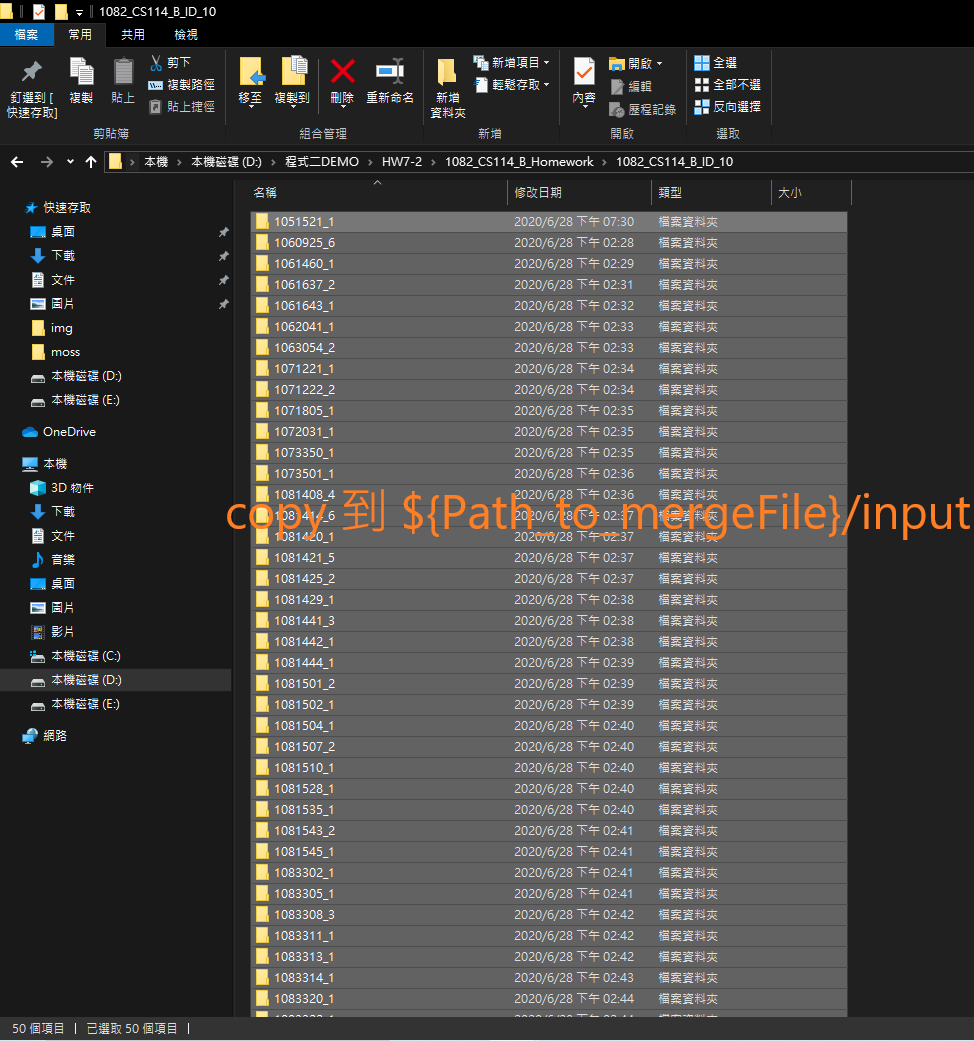 1082_CS114_B_ID_10
檔案 常用 共用 檢視
釘選到 [快速存取]
複製
貼上
剪下
複製路徑
貼上捷徑
移至
複製到
刪除
重新命名
新增資料夾
新增項目
輕鬆存取
內容
開啟
編輯
歷程記錄
全選
全部不選
反向選擇
剪貼簿 組合管理 新增 開啟 選取
本機 › 本機磁碟 (D:) › 程式二DEMO › HW7-2 › 1082_CS114_B_Homework › 1082_CS114_B_ID_10
快速存取
桌面
下載
文件
圖片
img
moss
本機磁碟 (D:)
本機磁碟 (E:)
OneDrive
本機
3D 物件
下載
文件
音樂
桌面
圖片
影片
本機磁碟 (C:)
本機磁碟 (D:)
本機磁碟 (E:)
網路
名稱 修改日期 類型 大小
1051521_1 2020/6/28 下午 07:30 檔案資料夾
1060925_6 2020/6/28 下午 02:28 檔案資料夾
1061460_1 2020/6/28 下午 02:29 檔案資料夾
1061637_2 2020/6/28 下午 02:31 檔案資料夾
1061643_1 2020/6/28 下午 02:32 檔案資料夾
1062041_1 2020/6/28 下午 02:33 檔案資料夾
1063054_2 2020/6/28 下午 02:33 檔案資料夾
1071221_1 2020/6/28 下午 02:34 檔案資料夾
1071222_2 2020/6/28 下午 02:34 檔案資料夾
1071805_1 2020/6/28 下午 02:35 檔案資料夾
1072031_1 2020/6/28 下午 02:35 檔案資料夾
1073350_1 2020/6/28 下午 02:35 檔案資料夾
1073501_1 2020/6/28 下午 02:36 檔案資料夾
1081408_4 2020/6/28 下午 02:36 檔案資料夾
copy 到 ${Path_to_mergeFile}/input
1081414_6 2020/6/28 下午 02:37 檔案資料夾
1081420_1 2020/6/28 下午 02:37 檔案資料夾
1081421_5 2020/6/28 下午 02:37 檔案資料夾
1081425_2 2020/6/28 下午 02:37 檔案資料夾
1081429_1 2020/6/28 下午 02:38 檔案資料夾
1081441_3 2020/6/28 下午 02:38 檔案資料夾
1081442_1 2020/6/28 下午 02:38 檔案資料夾
1081444_1 2020/6/28 下午 02:39 檔案資料夾
1081501_2 2020/6/28 下午 02:39 檔案資料夾
1081502_1 2020/6/28 下午 02:39 檔案資料夾
1081504_1 2020/6/28 下午 02:40 檔案資料夾
1081507_2 2020/6/28 下午 02:40 檔案資料夾
1081510_1 2020/6/28 下午 02:40 檔案資料夾
1081528_1 2020/6/28 下午 02:40 檔案資料夾
1081535_1 2020/6/28 下午 02:40 檔案資料夾
1081543_2 2020/6/28 下午 02:41 檔案資料夾
1081545_1 2020/6/28 下午 02:41 檔案資料夾
1083302_1 2020/6/28 下午 02:41 檔案資料夾
1083305_1 2020/6/28 下午 02:41 檔案資料夾
1083308_3 2020/6/28 下午 02:42 檔案資料夾
1083311_1 2020/6/28 下午 02:42 檔案資料夾
1083313_1 2020/6/28 下午 02:42 檔案資料夾
1083314_1 2020/6/28 下午 02:43 檔案資料夾
1083320_1 2020/6/28 下午 02:44 檔案資料夾
50 個項目 | 已選取 50 個項目 |